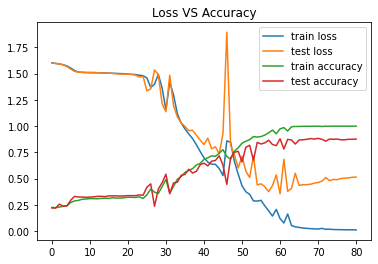 Loss VS Accuracy
train loss
test loss
train accuracy
test accuracy
1.75
1.50
1.25
1.00
0.75
0.50
0.25
0.00
0 10 20 30 40 50 60 70 80